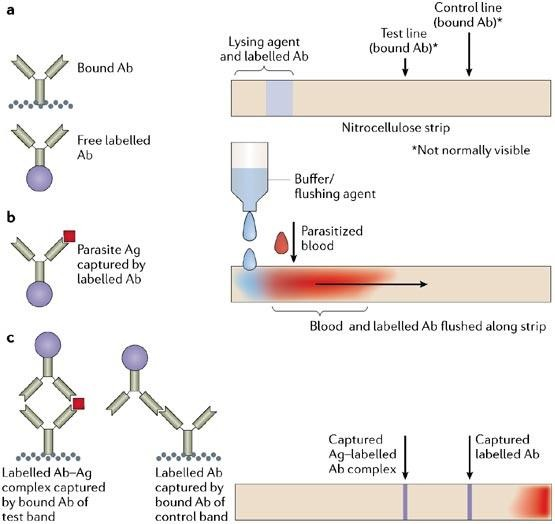 a
Bound Ab
Free labelled
Ab
Lysing agent
and labelled Ab
Test line
(bound Ab)*
Control line
(bound Ab)*
Nitrocellulose strip
*Not normally visible
Buffer/
flushing agent
b
Parasite Ag
captured by
labelled Ab
Parasitized
blood
Blood and labelled Ab flushed along strip
c
Labelled Ab–Ag
complex captured
by bound Ab of
test band
Labelled Ab
captured by
bound Ab of
control band
Captured
Ag–labelled
Ab complex
Captured
labelled Ab